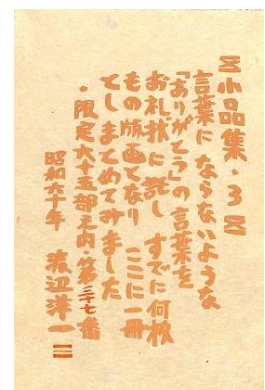 小品集・3
言葉にならないような
「ありがとう」の言葉を
お札状に託しすでに何枚
もの版画となりここに一冊
としまとめてみました
・限定六十五部之内・第三十七番
昭和六十年 渡辺洋一